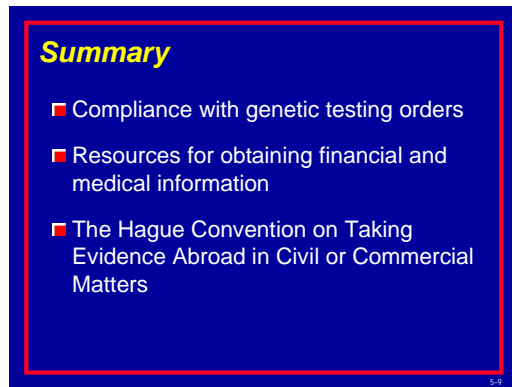 Summary
Compliance with genetic testing orders
Resources for obtaining financial and
medical information
The Hague Convention on Taking
Evidence Abroad in Civil or Commercial
Matters
5-9